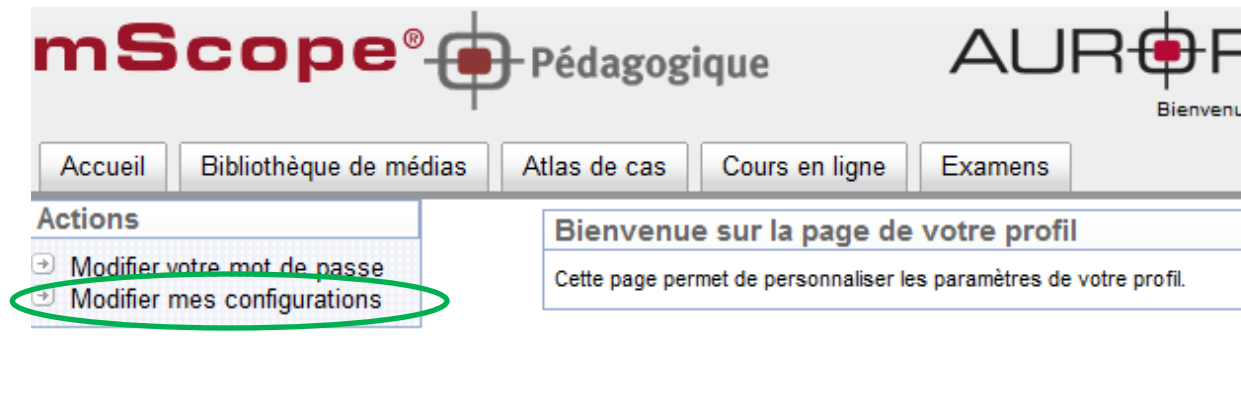 mScope® Pédagogique
AUR
Bienvenu
Accueil Bibliothèque de médias Atlas de cas Cours en ligne Examens
Actions
Modifier votre mot de passe
Modifier mes configurations
Bienvenue sur la page de votre profil
Cette page permet de personnaliser les paramètres de votre profil.